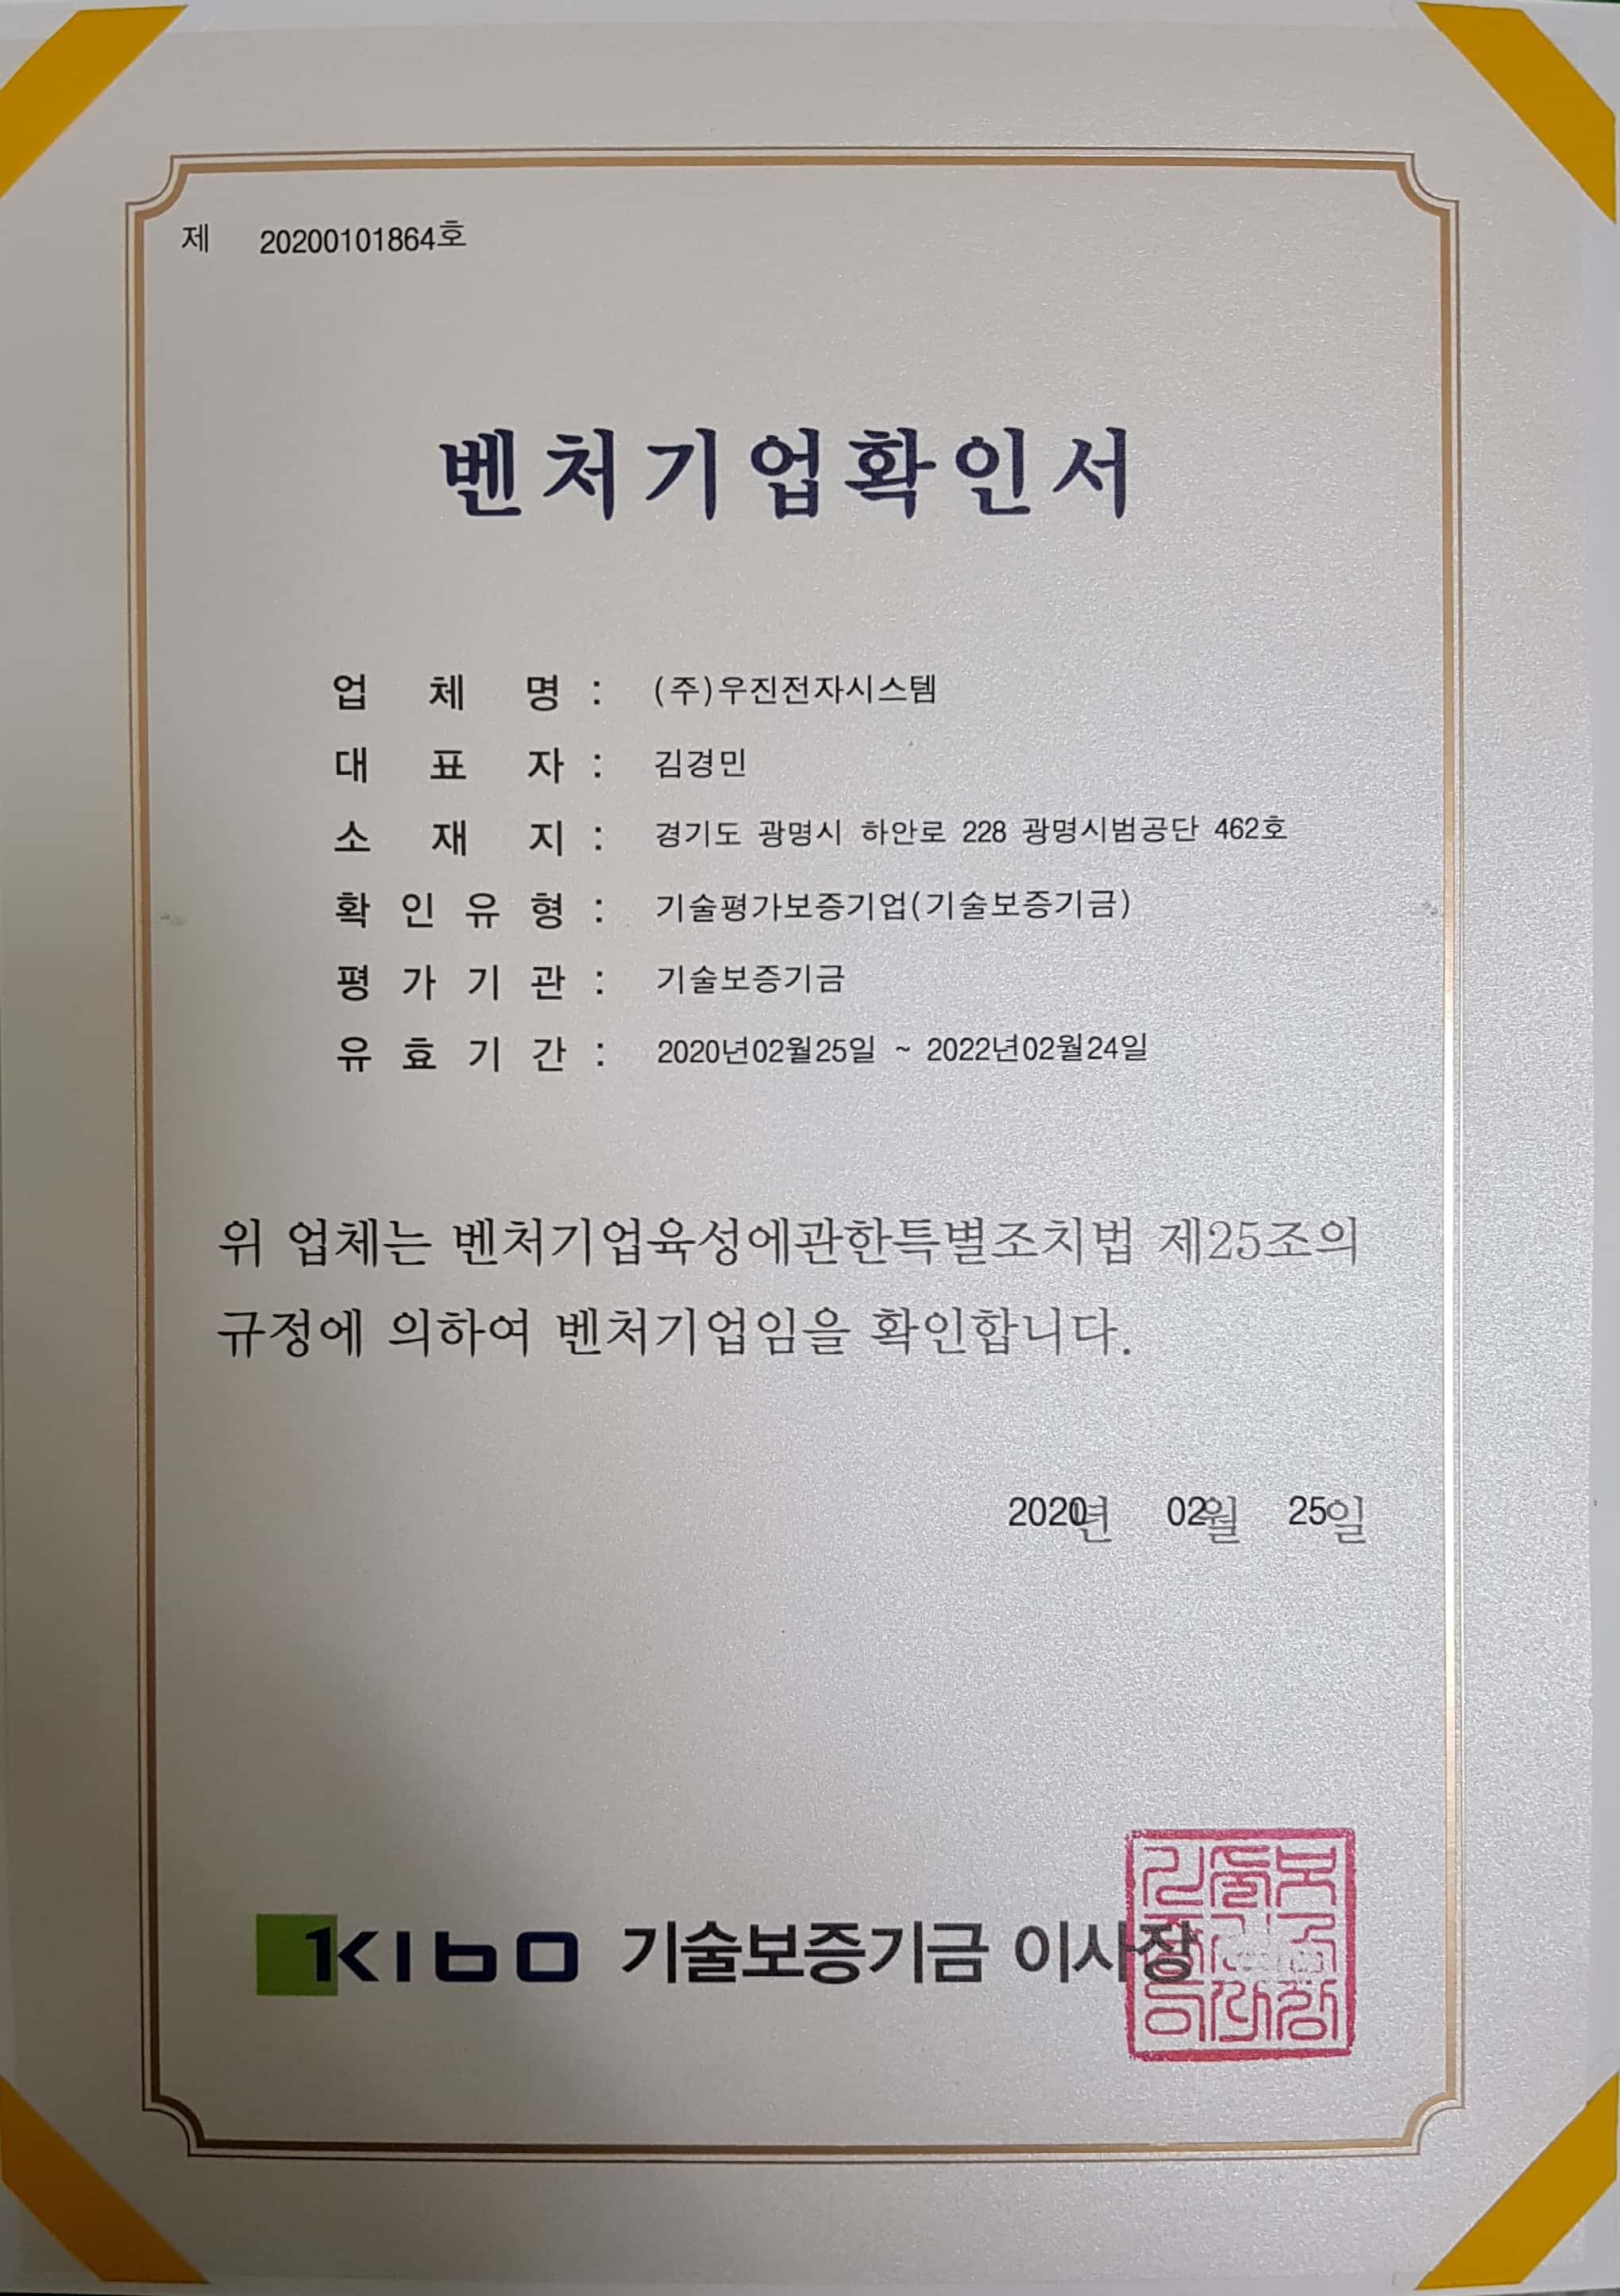 제 20200101864호
벤처기업확인서
업 체 명 : (주)우진전자시스템
대 표 자 : 김경민
소 재 지 : 경기도 광명시 하안로 228 광명시범공단 462호
확 인 유 형 : 기술평가보증기업(기술보증기금)
평 가 기 관 : 기술보증기금
유 효 기 간 : 2020년02월25일 ~ 2022년02월24일
위 업체는 벤처기업육성에관한특별조치법 제25조의
규정에 의하여 벤처기업임을 확인합니다.
2020년 02월 25일
KIbO 기술보증기금 이사장